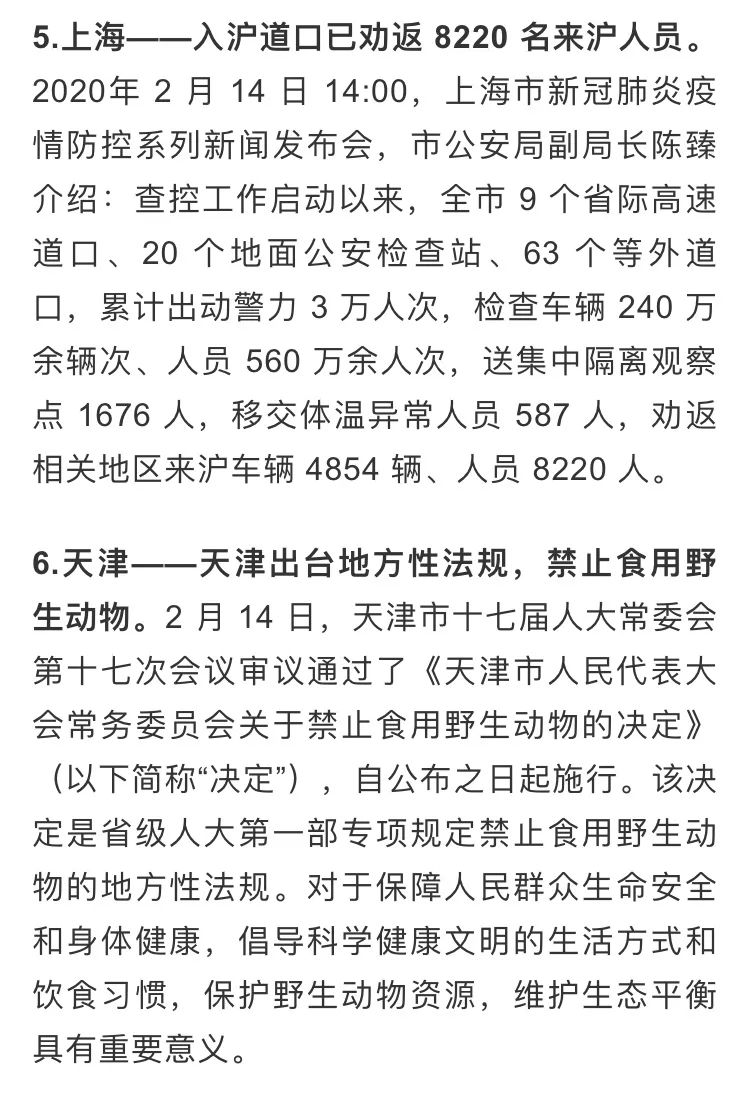 5.上海——入沪道口已劝返 8220 名来沪人员。
2020年 2 月 14 日 14:00，上海市新冠肺炎疫
情防控系列新闻发布会，市公安局副局长陈臻
介绍：查控工作启动以来，全市 9 个省际高速
道口、20 个地面公安检查站、63 个等外道
口，累计出动警力 3 万人次，检查车辆 240 万
余辆次、人员 560 万余人次，送集中隔离观察
点 1676 人，移交体温异常人员 587 人，劝返
相关地区来沪车辆 4854 辆、人员 8220 人。
6.天津——天津出台地方性法规，禁止食用野
生动物。2 月 14 日，天津市十七届人大常委会
第十七次会议审议通过了《天津市人民代表大
会常务委员会关于禁止食用野生动物的决定》
（以下简称“决定”），自公布之日起施行。该决
定是省级人大第一部专项规定禁止食用野生动
物的地方性法规。对于保障人民群众生命安全
和身体健康，倡导科学健康文明的生活方式和
饮食习惯，保护野生动物资源，维护生态平衡
具有重要意义。